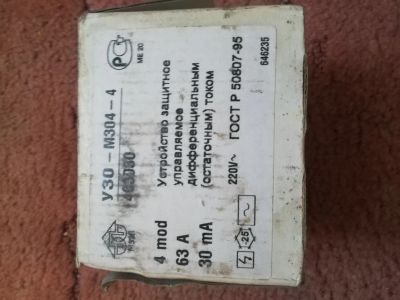 УЗО – М304 – 4
4 mod
63 A
30 mA
Устройство защитное
управляемое
дифференциальным
(остаточным) током
220V~
ГОСТ Р 50807-95
646235
ME 20
-25